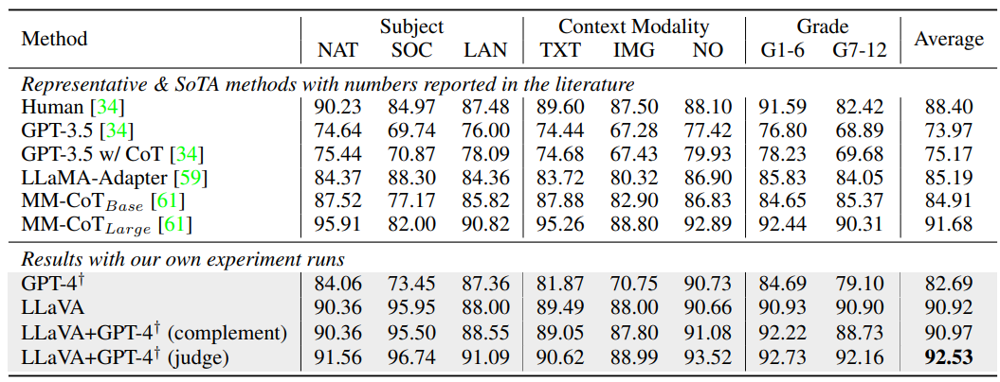 Method Subject Context Modality Grade Average
NAT SOC LAN TXT IMG NO G1-6 G7-12
Representative & SoTA methods with numbers reported in the literature
Human [34] 90.23 84.97 87.48 89.60 87.50 88.10 91.59 82.42 88.40
GPT-3.5 [34] 74.64 69.74 76.00 74.44 67.28 77.42 76.80 68.89 73.97
GPT-3.5 w/ CoT [34] 75.44 70.87 78.09 74.68 67.43 79.93 78.23 69.68 75.17
LLaMA-Adapter [59] 84.37 88.30 84.36 83.72 80.32 86.90 85.83 84.05 85.19
MM-CoT Base [61] 87.52 77.17 85.82 87.88 82.90 86.83 84.65 85.37 84.91
MM-CoT Large [61] 95.91 82.00 90.82 95.26 88.80 92.89 92.44 90.31 91.68
Results with our own experiment runs
GPT-4† 84.06 73.45 87.36 81.87 70.75 90.73 84.69 79.10 82.69
LLaVA 90.36 95.95 88.00 89.49 88.00 90.66 90.93 90.90 90.92
LLaVA+GPT-4† (complement) 90.36 95.50 88.55 89.05 87.80 91.08 92.22 88.73 90.97
LLaVA+GPT-4† (judge) 91.56 96.74 91.09 90.62 88.99 93.52 92.73 92.16 92.53